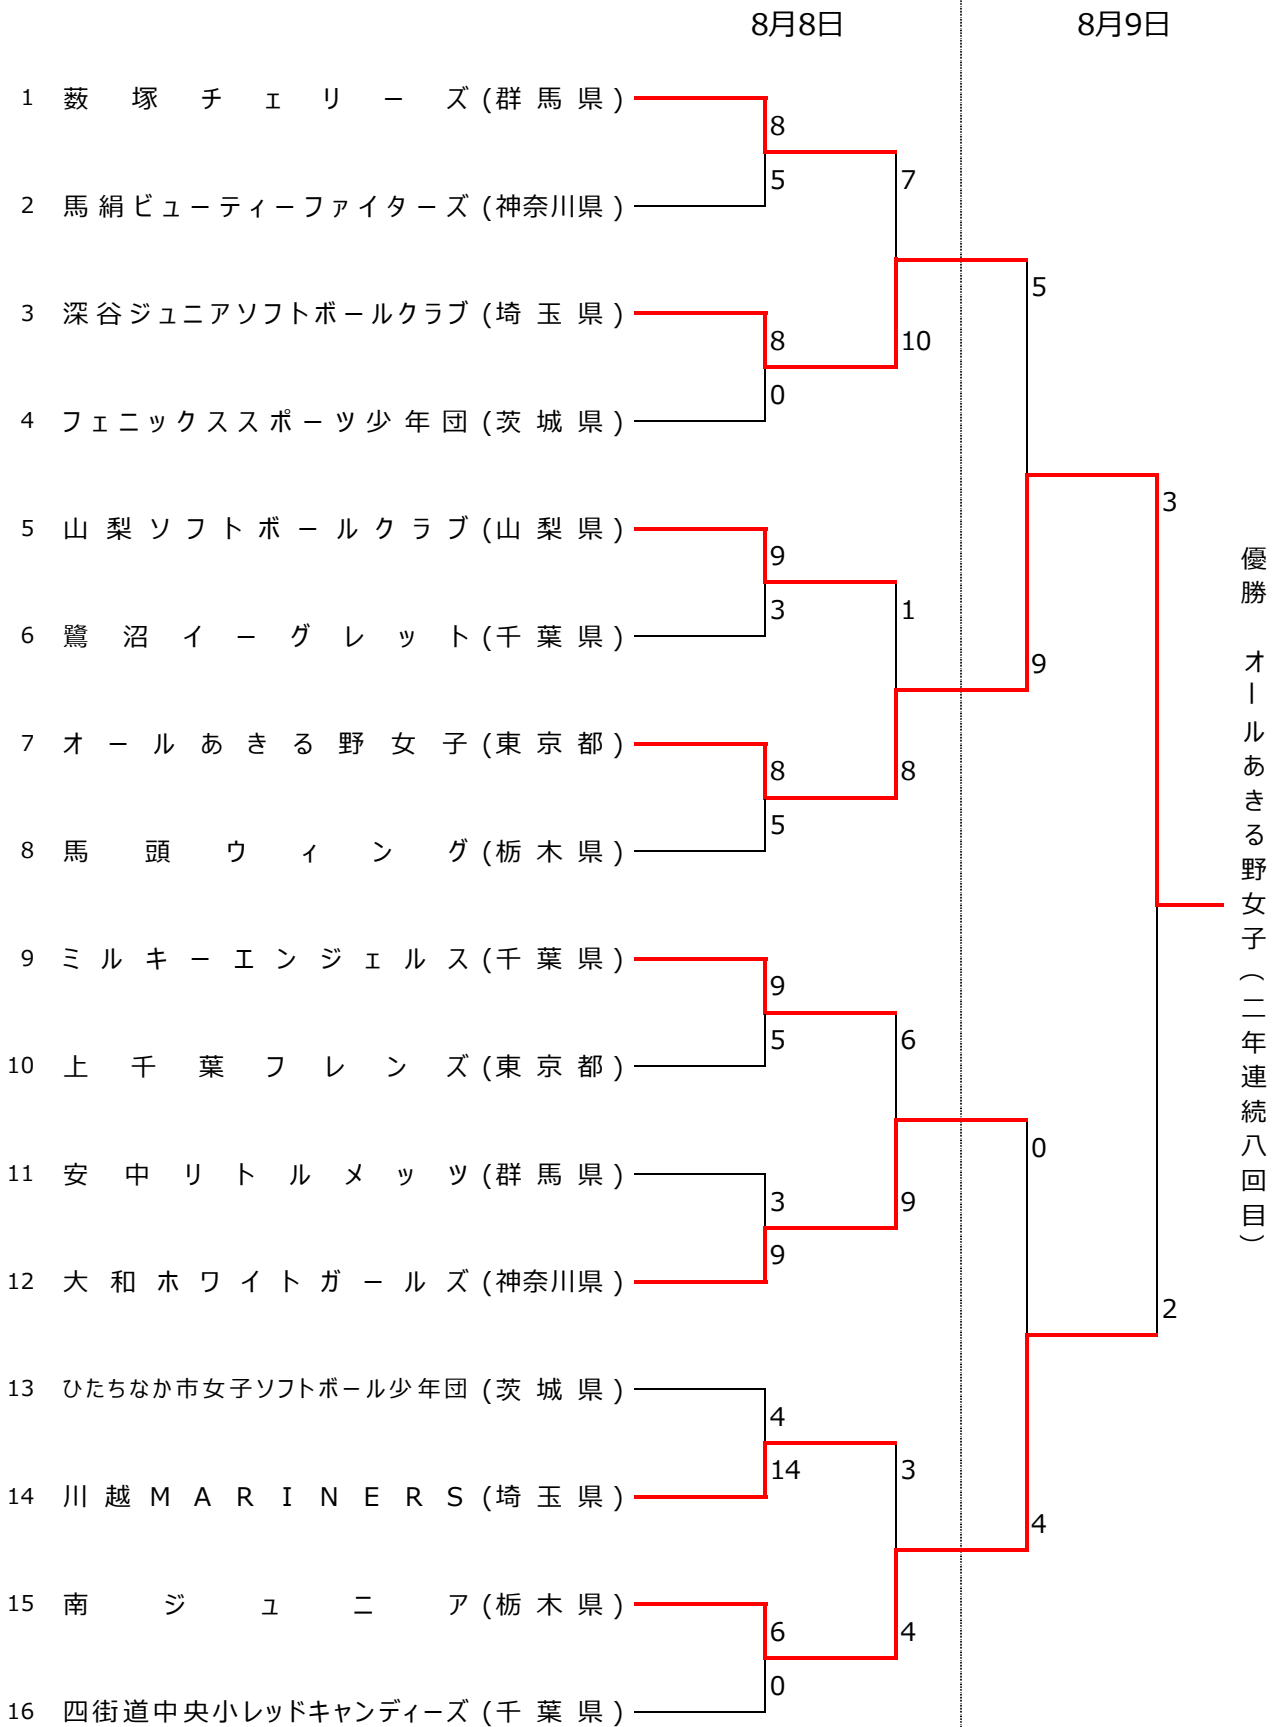 8月8日 8月9日
1 薮塚チェリーズ(群馬県)
8
5
7
2 馬絹ビューティーファイターズ(神奈川県)
5
3 深谷ジュニアソフトボールクラブ(埼玉県)
8
10
0
4 フェニックススポーツ少年団(茨城県)
3
5 山梨ソフトボールクラブ(山梨県)
9
3
1
6 鷺沼イーグレット(千葉県)
9
7 オールあきる野女子(東京都)
8
8
5
8 馬頭ウィング(栃木県)
優勝 オールあきる野女子(二年連続八回目)
9 ミルキーエンジェルス(千葉県)
9
5
6
10 上千葉フレンズ(東京都)
0
11 安中リトルメッツ(群馬県)
3
9
9
12 大和ホワイトガールズ(神奈川県)
2
13 ひたちなか市女子ソフトボール少年団(茨城県)
4
14
3
14 川越MARINERS(埼玉県)
4
15 南ジュニア(栃木県)
6
4
0
16 四街道中央小レッドキャンディーズ(千葉県)